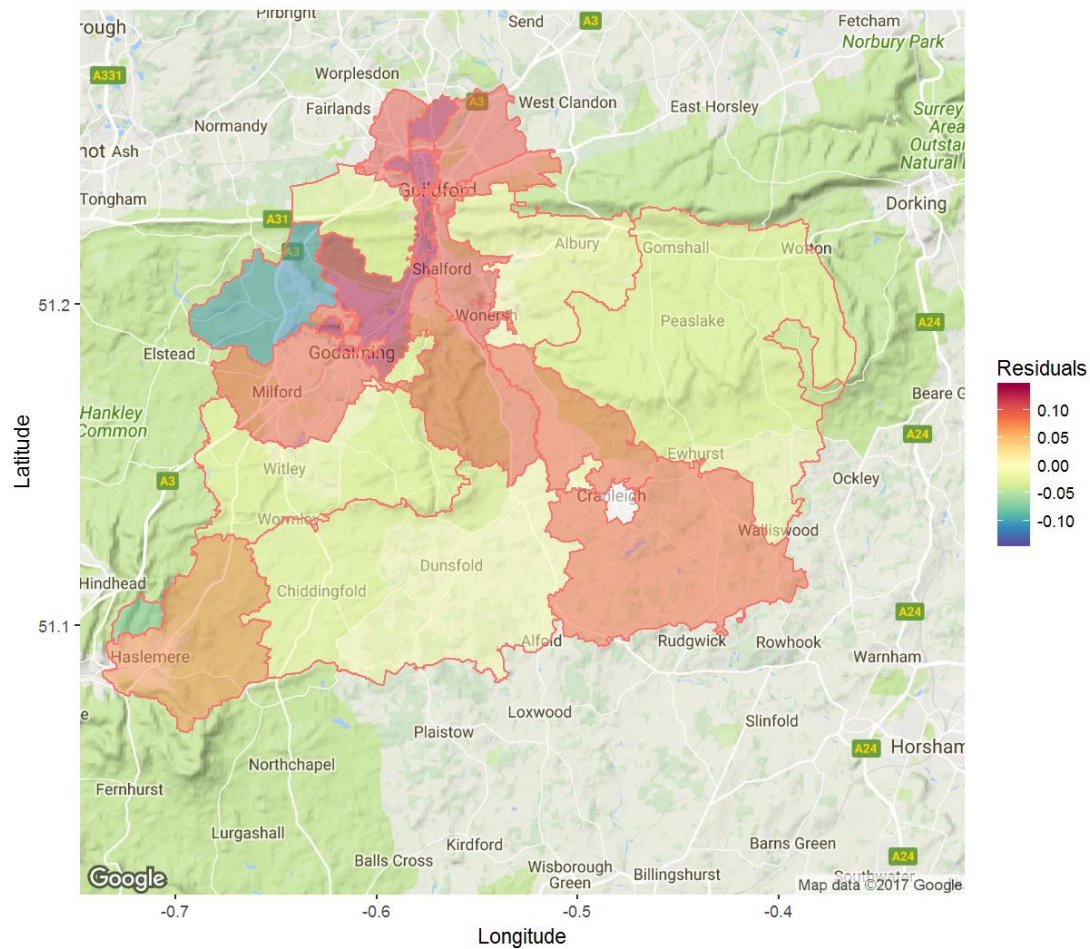 rough
Pirbright
Send
A3
Fetcham
Norbury Park
A331
Worplesdon
Fairlands
A3
West Clandon
East Horsley
Normandy
not Ash
Surrey
Area
Outstan
Natural
Tongham
Guildford
Dorking
A31
A3
Albury
Gomshall
Wotton
Shalford
51.2
Wonersh
Peaslake
A24
Elstead
Godalming
Milford
Hankley
Common
Beare G
A24
Witley
Ewhurst
A3
Ockley
Cranleigh
Wormley
Walliswood
Dunsfold
Hindhead
Chiddingfold
A24
51.1
Alfold
Rudgwick
Rowhook
Haslemere
Warnham
Loxwood
Plaistow
Slinfold
A24
Horsham
Northchapel
Fernhurst
Lurgashall
Kirdford
Barns Green
Balls Cross
Wisborough
Green
Billingshurst
A24
Southwater
Google
Map data ©2017 Google
-0.7
-0.6
-0.5
-0.4
Longitude
Latitude
Residuals
0.10
0.05
0.00
-0.05
-0.10